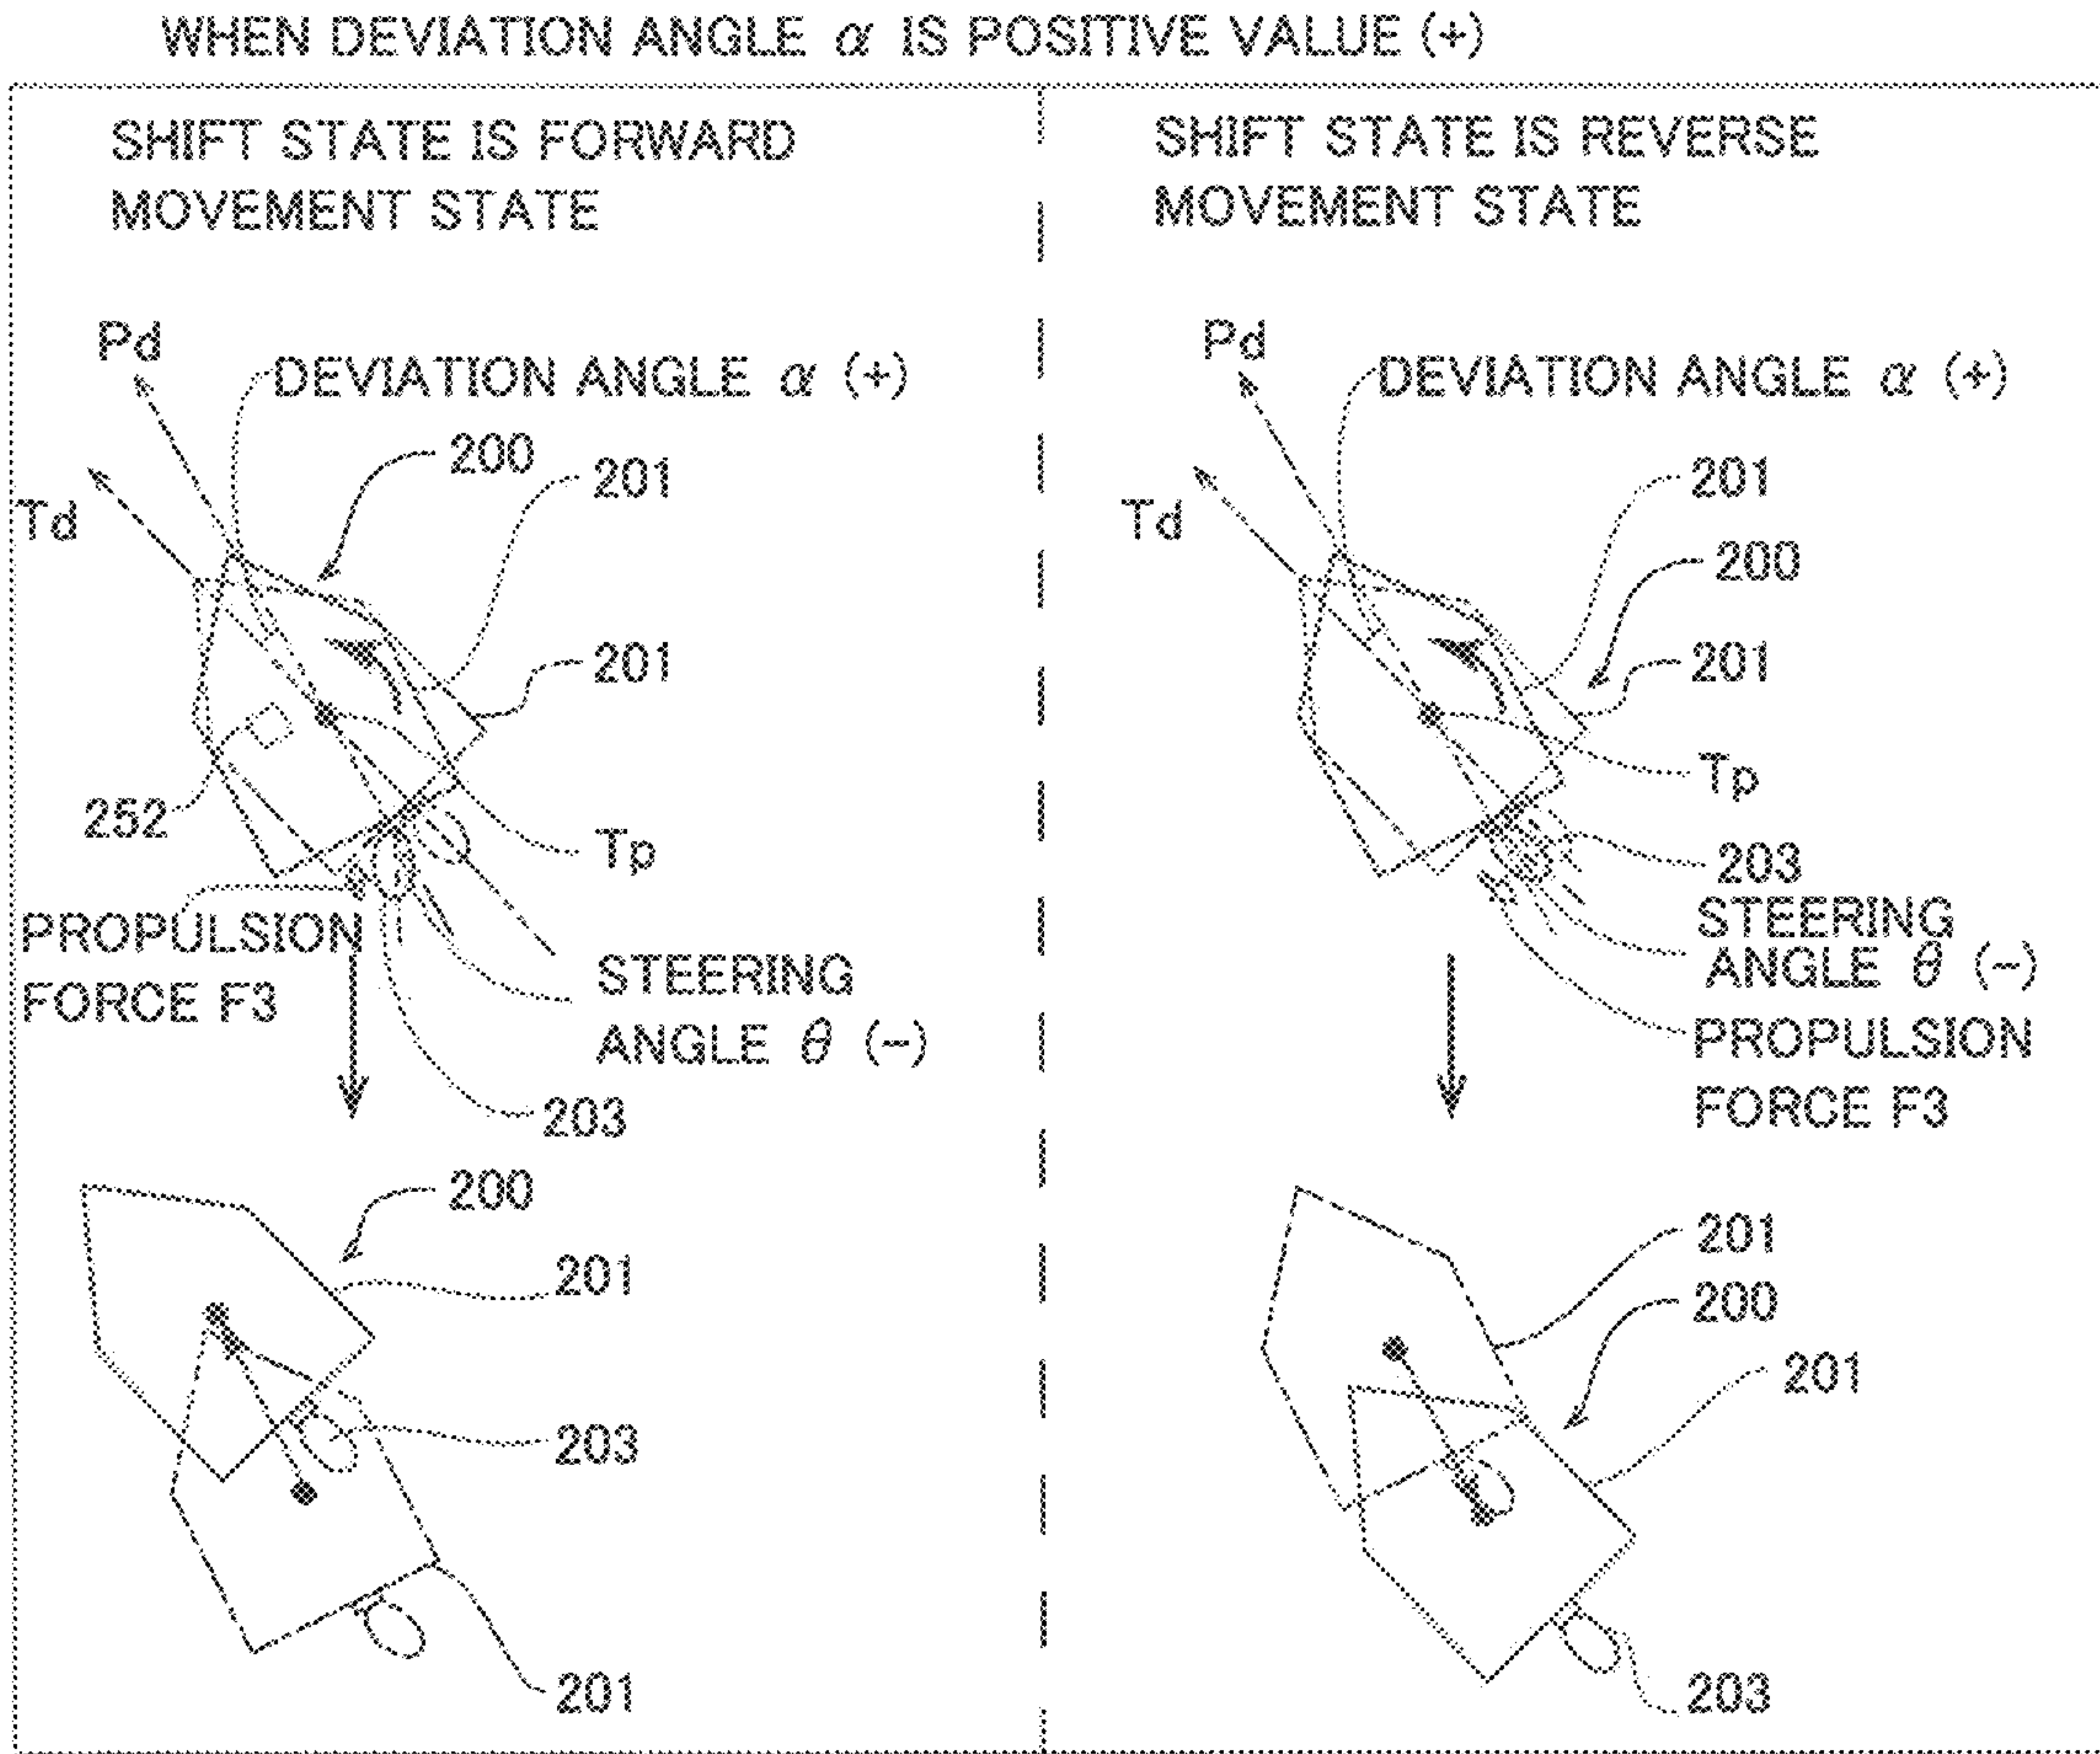 WHEN DEVIATION ANGLE α IS POSITIVE VALUE (+)
SHIFT STATE IS FORWARD
MOVEMENT STATE
Pd
DEVIATION ANGLE α (+)
200
201
Td
201
252
Tp
PROPULSION
FORCE F3
STEERING
ANGLE θ (-)
203
200
201
203
201
SHIFT STATE IS REVERSE
MOVEMENT STATE
Pd
DEVIATION ANGLE α (+)
201
Td
200
201
Tp
203
STEERING
ANGLE θ (-)
PROPULSION
FORCE F3
201
200
201
203